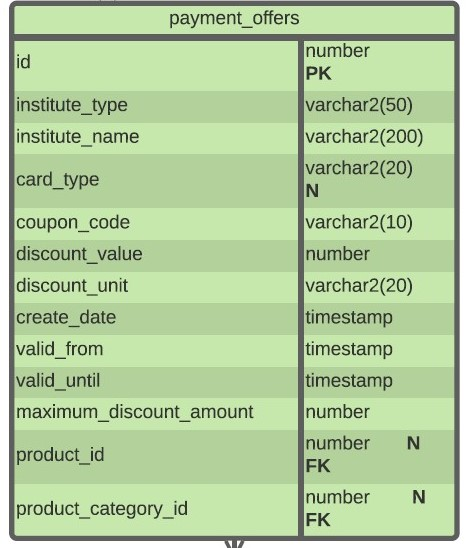 payment_offers
id number
PK
institute_type varchar2(50)
institute_name varchar2(200)
card_type varchar2(20)
N
coupon_code varchar2(10)
discount_value number
discount_unit varchar2(20)
create_date timestamp
valid_from timestamp
valid_until timestamp
maximum_discount_amount number
product_id number N
FK
product_category_id number N
FK